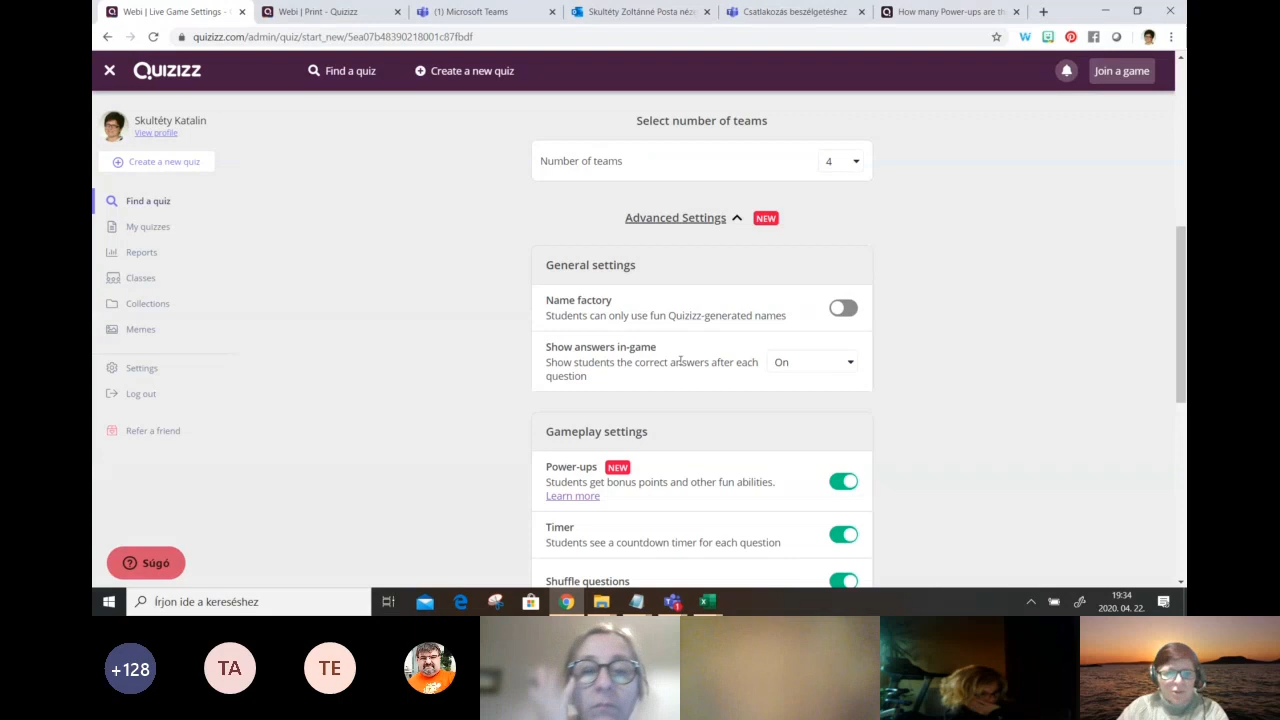 Webi | Live Game Settings -
Webi | Print - Quizizz
(1) Microsoft Teams
Skultéty Zoltánné Posta néze
Csatlakozás beszélgetéshez
How many Power-ups are th
quizizz.com/admin/quiz/start_new/5ea07b48390218001c87fbdf
QUIZIZZ
Find a quiz
Create a new quiz
Join a game
Skultéty Katalin
View profile
Create a new quiz
Find a quiz
My quizzes
Reports
Classes
Collections
Memes
Settings
Log out
Refer a friend
Súgó
Select number of teams
Number of teams
4
Advanced Settings
NEW
General settings
Name factory
Students can only use fun Quizizz-generated names
Show answers in-game
Show students the correct answers after each
question
On
Gameplay settings
Power-ups NEW
Students get bonus points and other fun abilities.
Learn more
Timer
Students see a countdown timer for each question
Shuffle questions
Írjon ide a kereséshez
19:34
2020. 04. 22.
+128
TA
TE